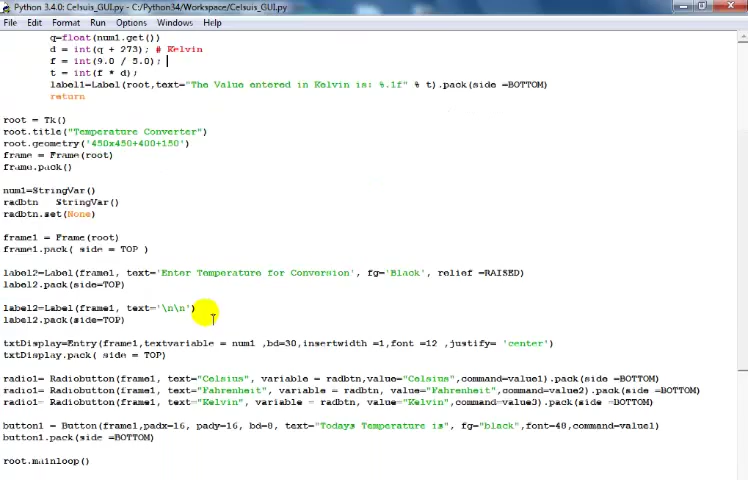 Python 3.4.0: Celsuis_GUI.py - C:/Python34/Workspace/Celsuis_GUI.py
File Edit Format Run Options Windows Help
q=float(num1.get())
d = int(q + 273); # Kelvin
f = int(9.0 / 5.0);
t = int(f * d);
label1=Label(root,text="The Value entered in Kelvin is: %.1f" % t).pack(side =BOTTOM)
return
root = Tk()
root.title("Temperature Converter")
root.geometry('450x450+400+150')
frame = Frame(root)
frame.pack()
num1=StringVar()
radbtn = StringVar()
radbtn.set(None)
frame1 = Frame(root)
frame1.pack( side = TOP )
label2=Label(frame1, text='Enter Temperature for Conversion', fg='Black', relief =RAISED)
label2.pack(side=TOP)
label2=Label(frame1, text='\n\n')
label2.pack(side=TOP)
txtDisplay=Entry(frame1,textvariable = num1 ,bd=30,insertwidth =1,font =12 ,justify= 'center')
txtDisplay.pack( side = TOP)
radio1= Radiobutton(frame1, text="Celsius", variable = radbtn,value="Celsius",command=value1).pack(side =BOTTOM)
radio1= Radiobutton(frame1, text="Fahrenheit", variable = radbtn, value="Fahrenheit",command=value2).pack(side =BOTTOM)
radio1= Radiobutton(frame1, text="Kelvin", variable = radbtn, value="Kelvin",command=value3).pack(side =BOTTOM)
button1 = Button(frame1,padx=16, pady=16, bd=8, text="Todays Temperature is", fg="black",font=48,command=value1)
button1.pack(side =BOTTOM)
root.mainloop()